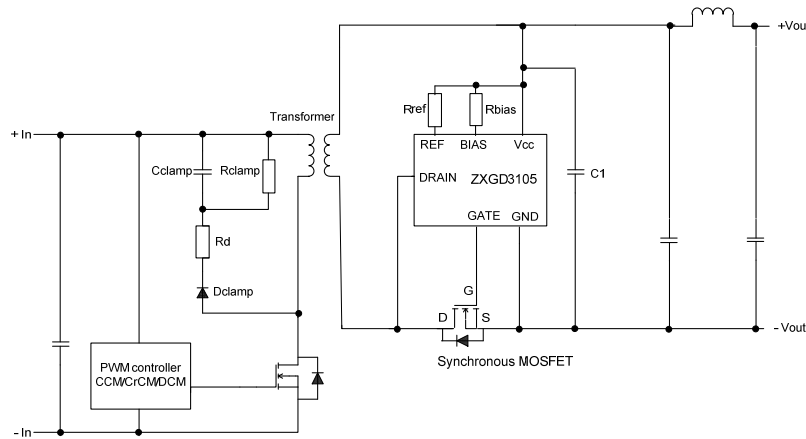 +Vou
Transformer
Rref
Rbias
+ In
REF
BIAS
Vcc
Cclamp
Rclamp
DRAIN
ZXGD3105
C1
GATE
GND
Rd
Dclamp
G
D
S
-Vout
Synchronous MOSFET
PWM controller
CCM/CrCM/DCM
-In